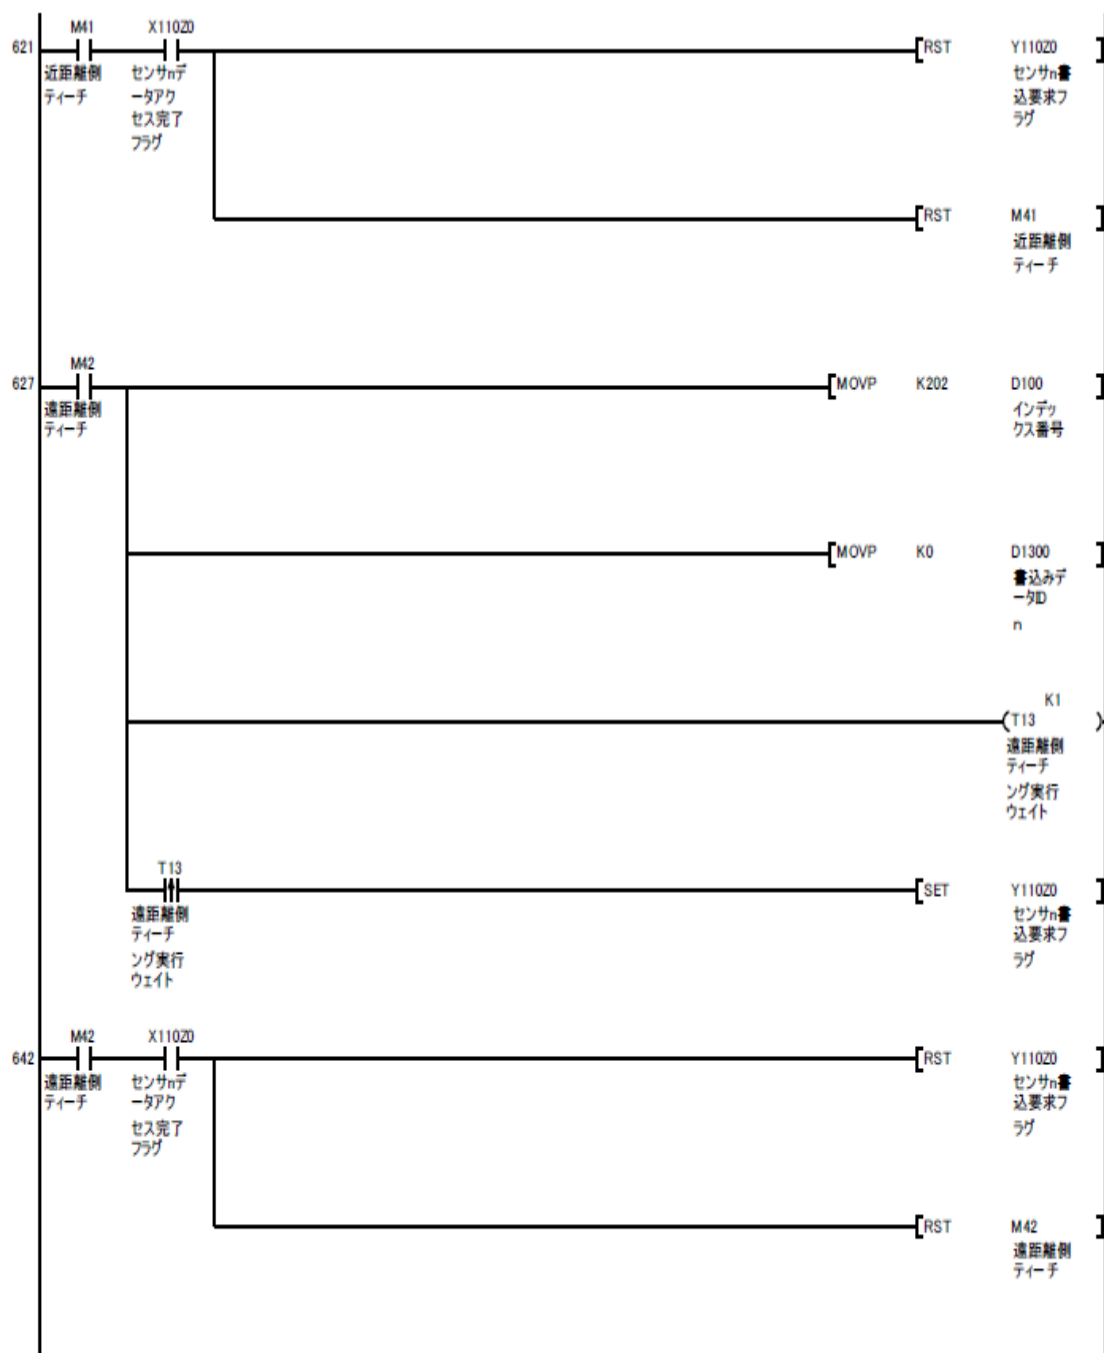 M41 X110Z0
621 RST Y110Z0
近距離側 センサnデ センサn書
ティーチ ータアク 込要求フ
セス完了 ラグ
フラグ
RST M41
近距離側
ティーチ
M42
627 MOVP K202 D100
遠距離側 インデッ
ティーチ クス番号
MOVP K0 D1300
書込みデ
ータID
n
K1
T13
遠距離側
ティーチ
ング実行
ウェイト
T13
SET Y110Z0
遠距離側 センサn書
ティーチ 込要求フ
ング実行 ラグ
ウェイト
M42 X110Z0
642 RST Y110Z0
遠距離側 センサnデ センサn書
ティーチ ータアク 込要求フ
セス完了 ラグ
フラグ
RST M42
遠距離側
ティーチ